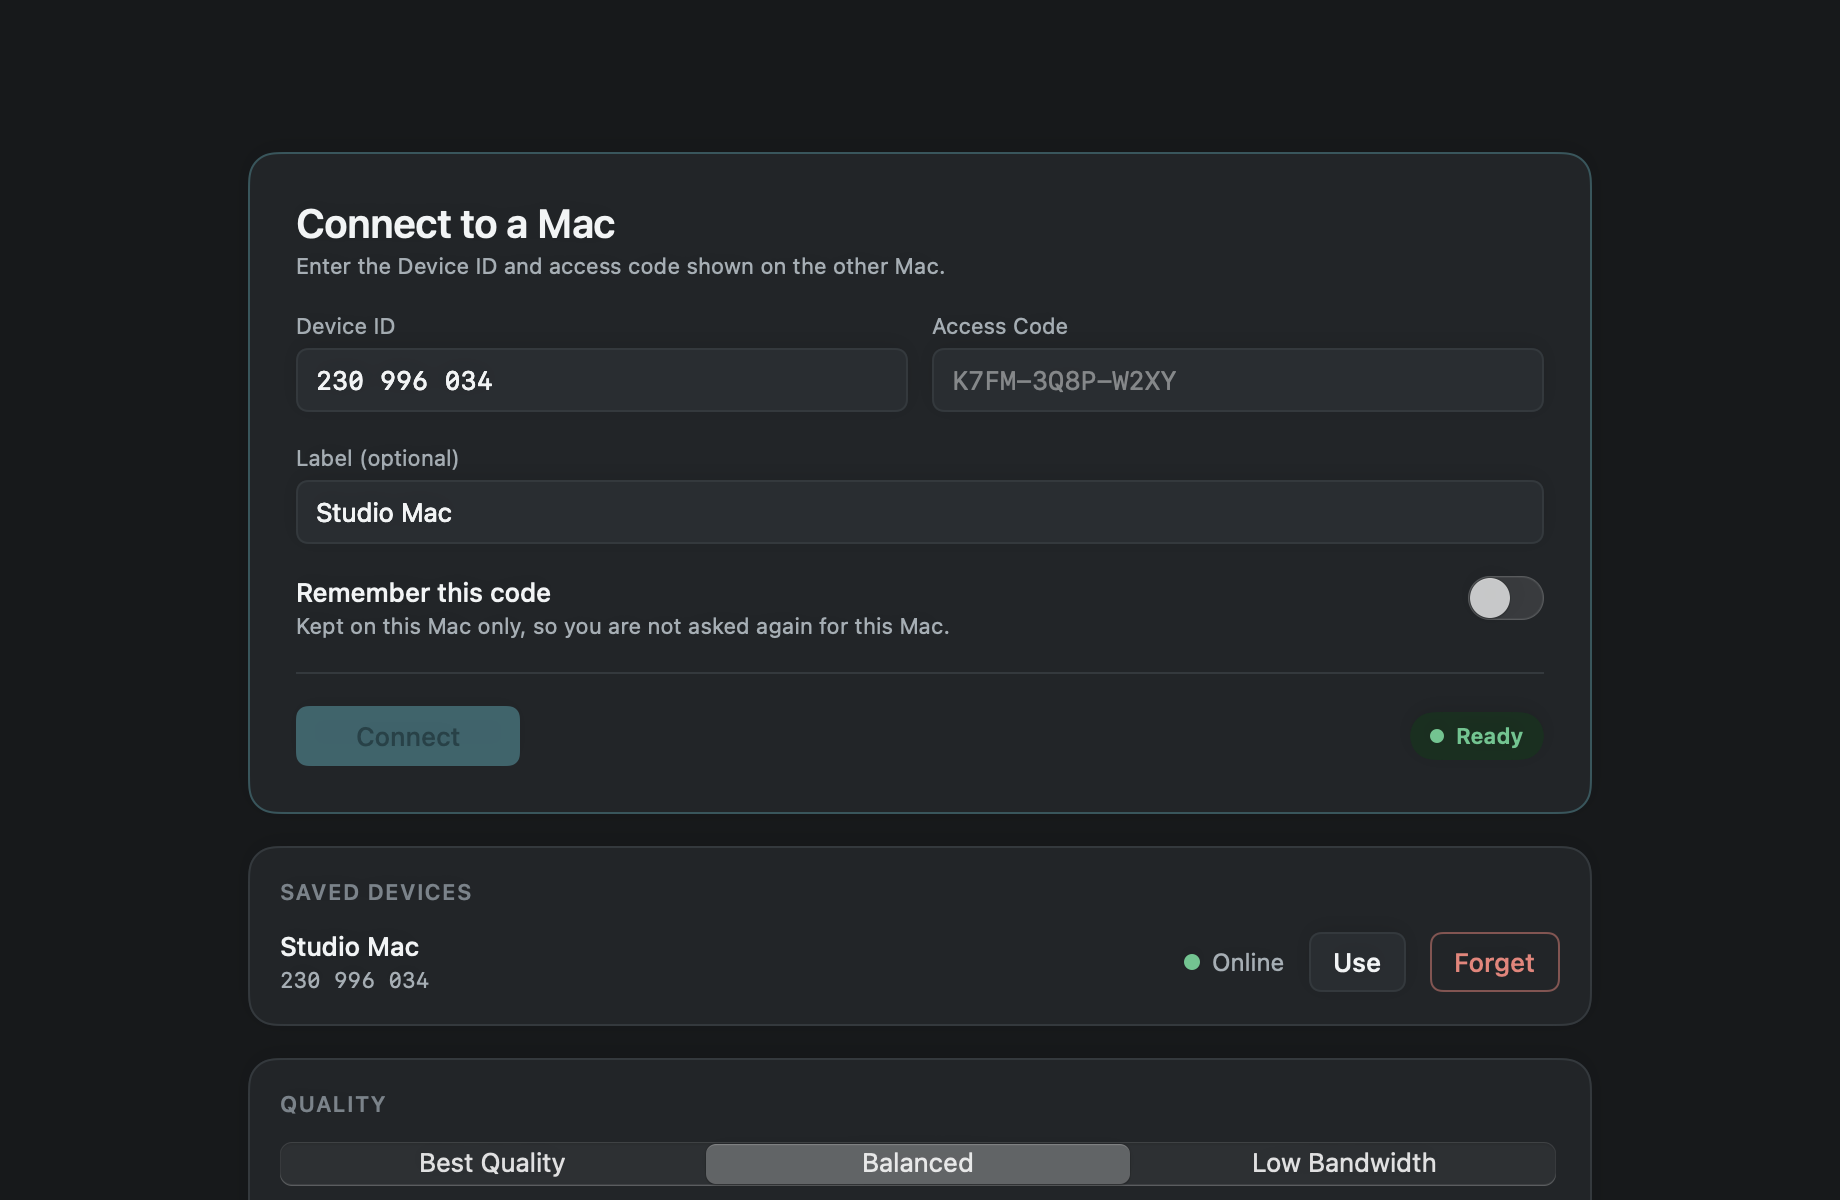 Connect to a Mac
Enter the Device ID and access code shown on the other Mac.
Device ID
Access Code
230 996 034
K7FM–3Q8P–W2XY
Label (optional)
Studio Mac
Remember this code
Kept on this Mac only, so you are not asked again for this Mac.
Connect
Ready
SAVED DEVICES
Studio Mac
230 996 034
Online
Use
Forget
QUALITY
Best Quality
Balanced
Low Bandwidth